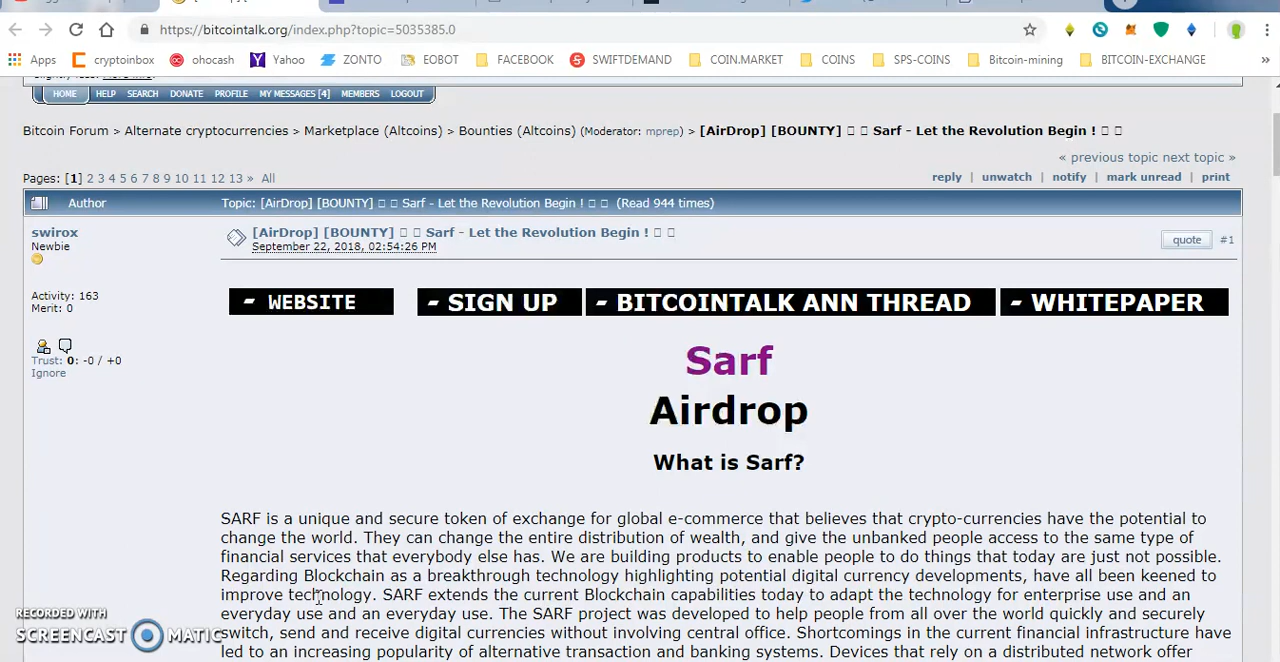 https://bitcointalk.org/index.php?topic=5035385.0
Apps cryptoinbox ohocash Yahoo ZONTO EOBOT FACEBOOK SWIFTDEMAND COIN.MARKET COINS SPS-COINS Bitcoin-mining BITCOIN-EXCHANGE »
HOME HELP SEARCH DONATE PROFILE MY MESSAGES [4] MEMBERS LOGOUT
Bitcoin Forum > Alternate cryptocurrencies > Marketplace (Altcoins) > Bounties (Altcoins) (Moderator: mprep) > [AirDrop] [BOUNTY] Sarf - Let the Revolution Begin !
« previous topic next topic »
Pages: [1] 2 3 4 5 6 7 8 9 10 11 12 13 » All
reply | unwatch | notify | mark unread | print
Author Topic: [AirDrop] [BOUNTY] Sarf - Let the Revolution Begin ! (Read 944 times)
swirox
Newbie
Activity: 163
Merit: 0
Trust: 0: -0 / +0
Ignore
[AirDrop] [BOUNTY] Sarf - Let the Revolution Begin !
September 22, 2018, 02:54:26 PM
quote #1
- WEBSITE - SIGN UP - BITCOINTALK ANN THREAD - WHITEPAPER
Sarf
Airdrop
What is Sarf?
SARF is a unique and secure token of exchange for global e-commerce that believes that crypto-currencies have the potential to
change the world. They can change the entire distribution of wealth, and give the unbanked people access to the same type of
financial services that everybody else has. We are building products to enable people to do things that today are just not possible.
Regarding Blockchain as a breakthrough technology highlighting potential digital currency developments, have all been keened to
improve technology. SARF extends the current Blockchain capabilities today to adapt the technology for enterprise use and an
everyday use and an everyday use. The SARF project was developed to help people from all over the world quickly and securely
switch, send and receive digital currencies without involving central office. Shortcomings in the current financial infrastructure have
led to an increasing popularity of alternative transaction and banking systems. Devices that rely on a distributed network offer
RECORDED WITH
SCREENCAST MATIC